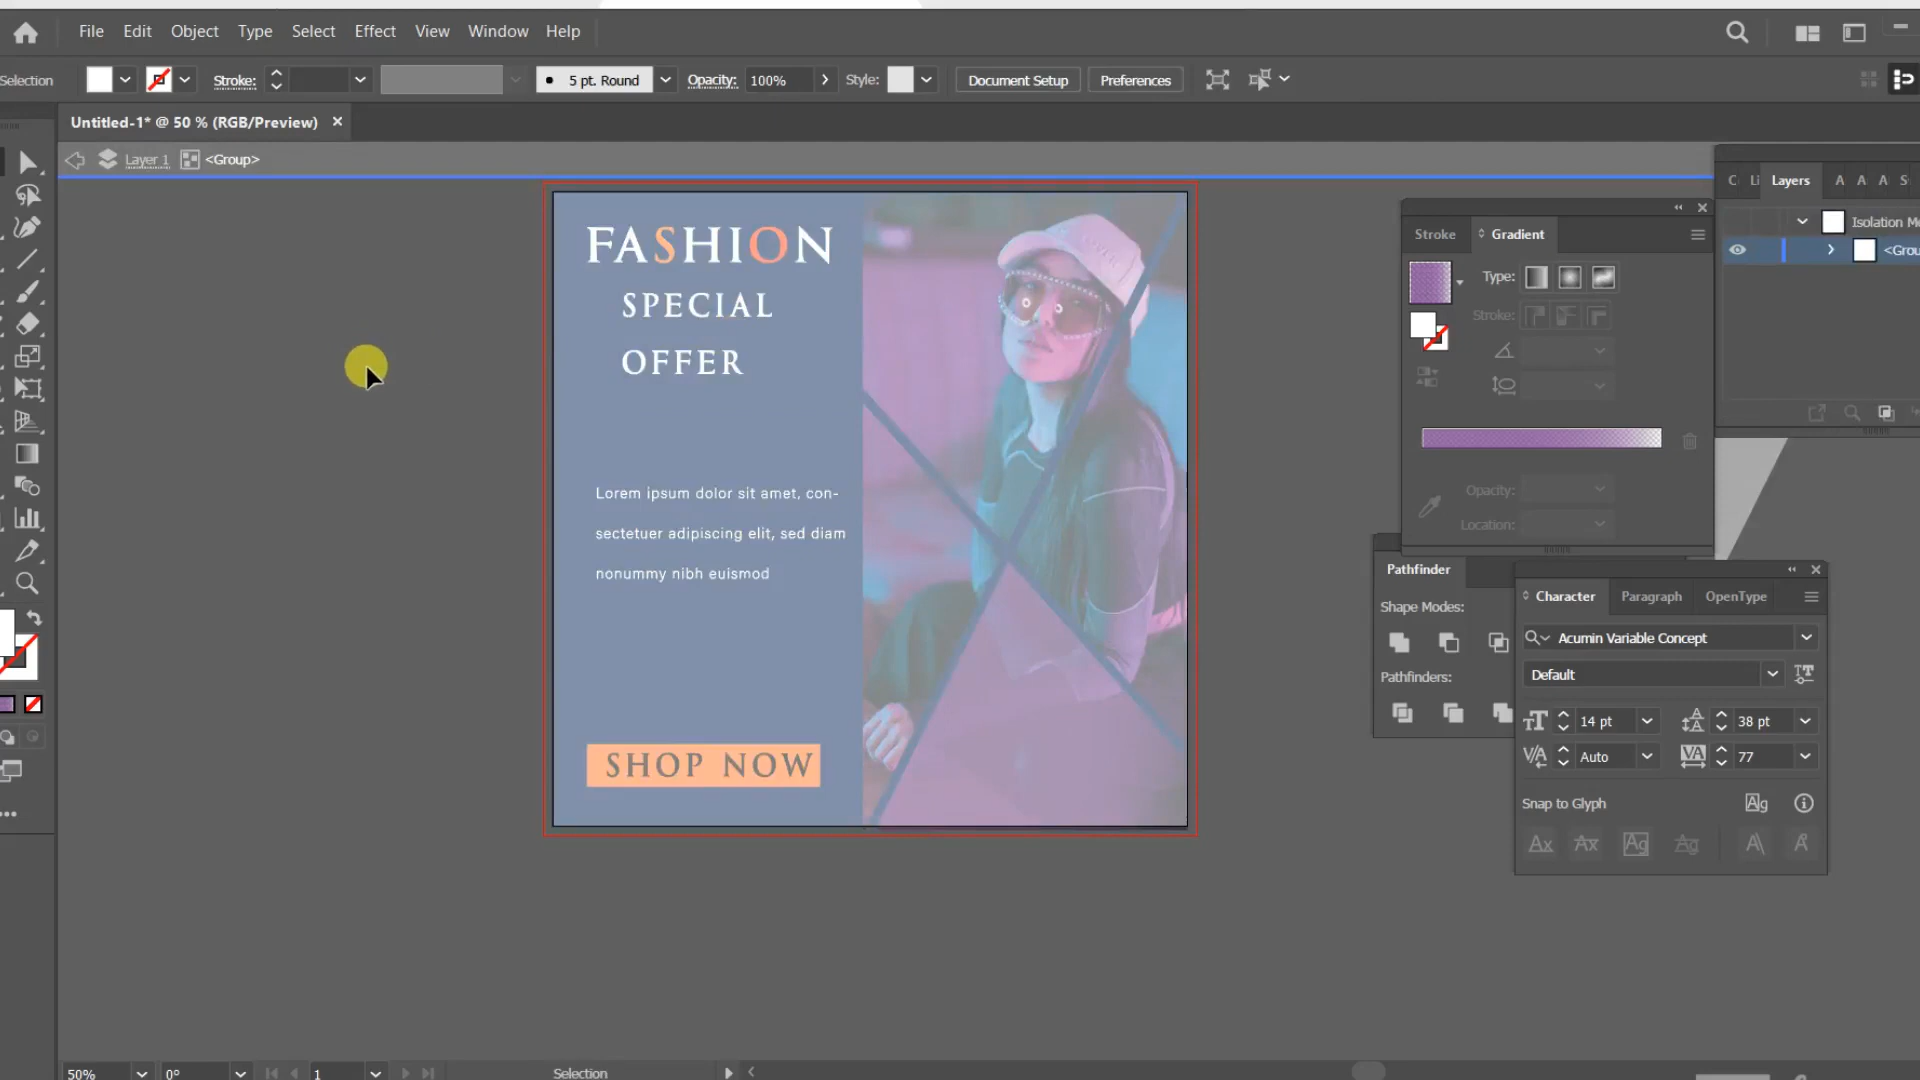 File Edit Object Type Select Effect View Window Help
Selection Stroke: 5 pt. Round Opacity: 100% Style: Document Setup Preferences
Untitled-1* @ 50 % (RGB/Preview) ×
Layer 1 <Group>
FASHION
SPECIAL
OFFER
Lorem ipsum dolor sit amet, con-
sectetuer adipiscing elit, sed diam
nonummy nibh euismod
SHOP NOW
Stroke Gradient
Type:
Stroke:
Opacity:
Location:
Layers
<Grou
Pathfinder
Shape Modes:
Pathfinders:
Character Paragraph OpenType
Acumin Variable Concept
Default
14 pt 38 pt
Auto 77
Snap to Glyph
50% 0° 1 Selection